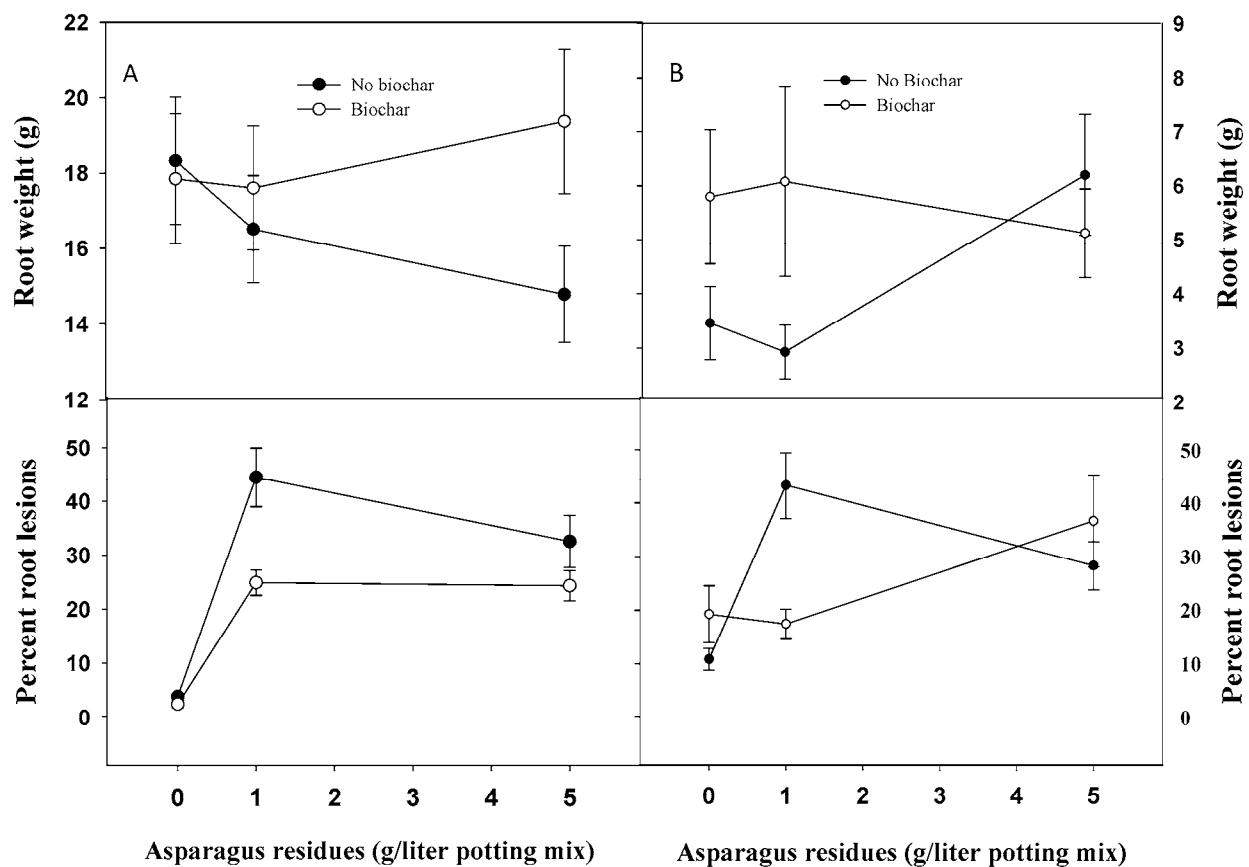 A
No biochar
Biochar
Root weight (g)
22
20
18
16
14
12
B
No Biochar
Biochar
9
8
7
6
5
4
3
2
Root weight (g)
Percent root lesions
50
40
30
20
10
0
50
40
30
20
10
0
Percent root lesions
0 1 2 3 4 5
Asparagus residues (g/liter potting mix)
0 1 2 3 4 5
Asparagus residues (g/liter potting mix)